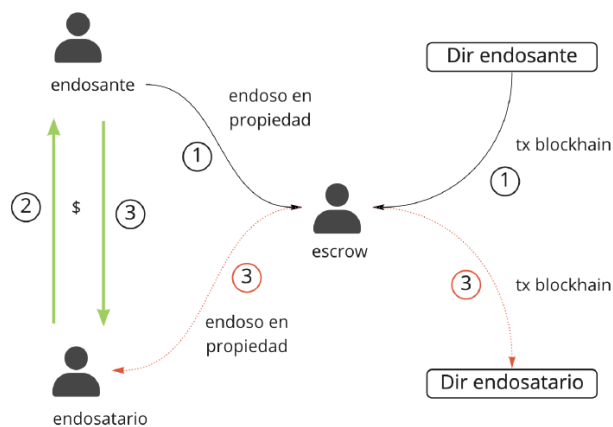 endosante
Dir endosante
endoso en
propiedad
1
tx blockhain
1
2
$
3
escrow
3
endoso en
propiedad
3
tx blockhain
endosatario
Dir endosatario